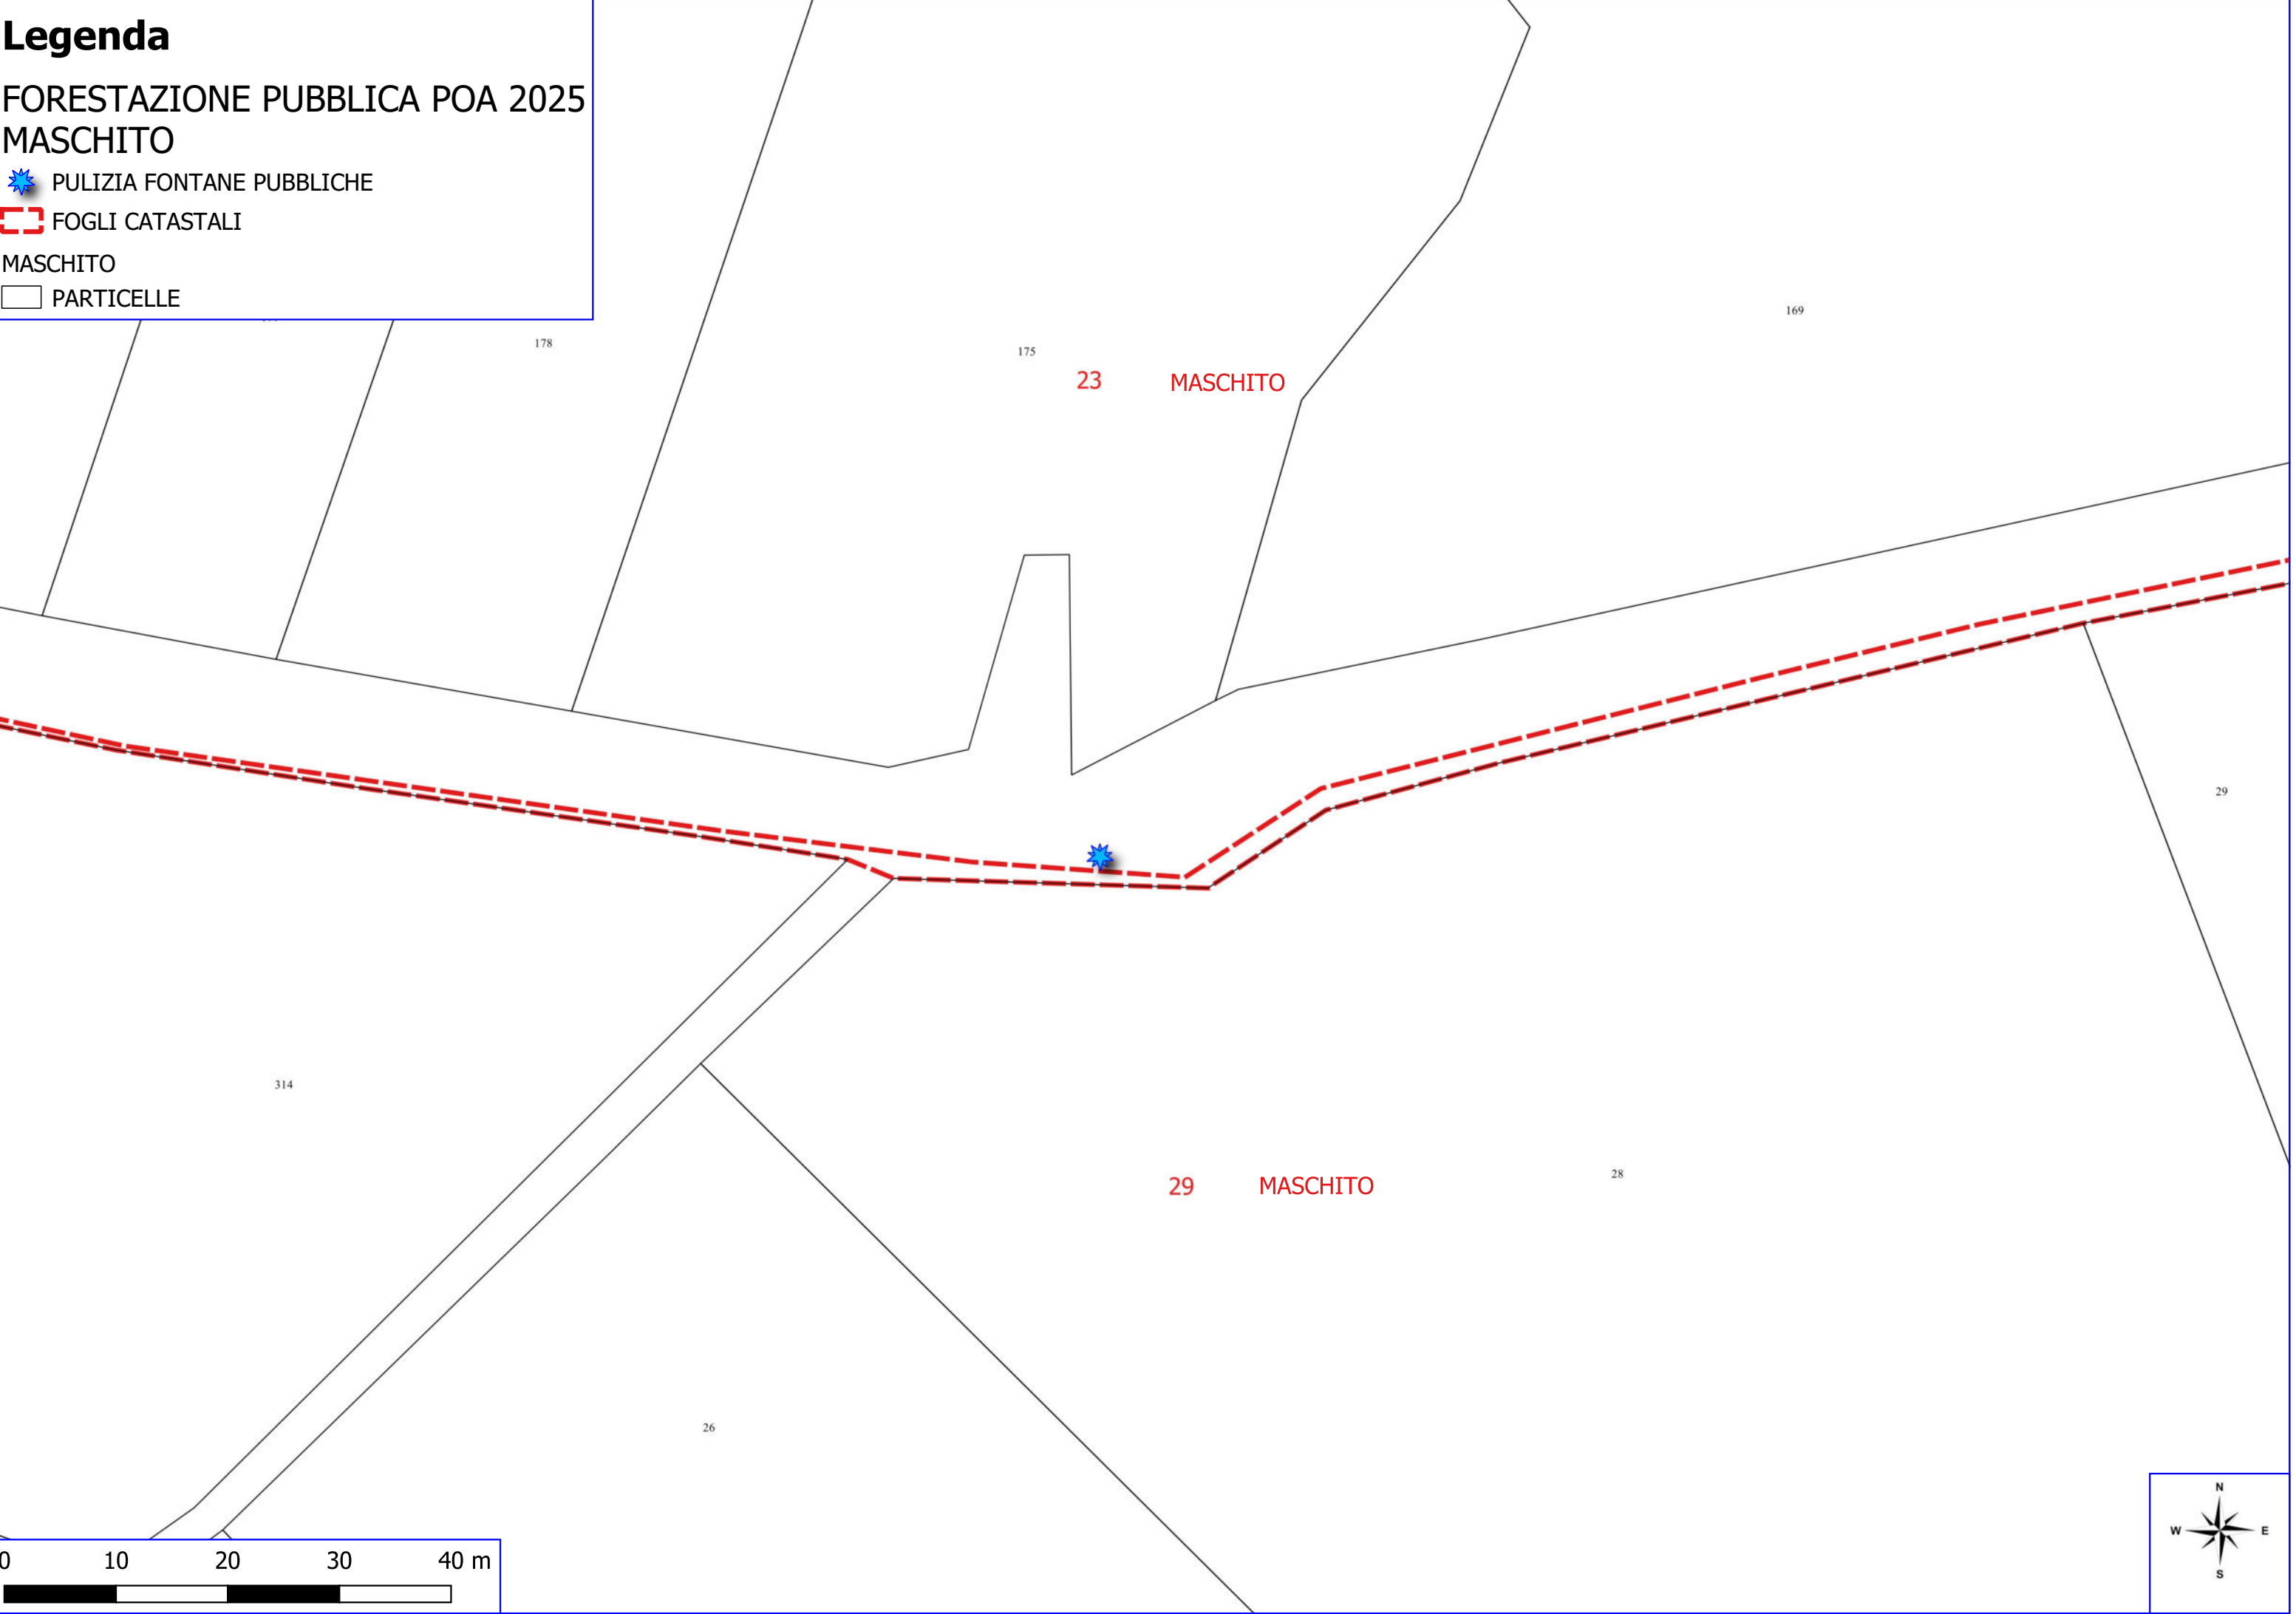 Legenda
FORESTAZIONE PUBBLICA POA 2025
MASCHITO
PULIZIA FONTANE PUBBLICHE
FOGLI CATASTALI
MASCHITO
PARTICELLE
178
175
169
23 MASCHITO
29
314
29 MASCHITO
28
26
0 10 20 30 40 m
N
W E
S